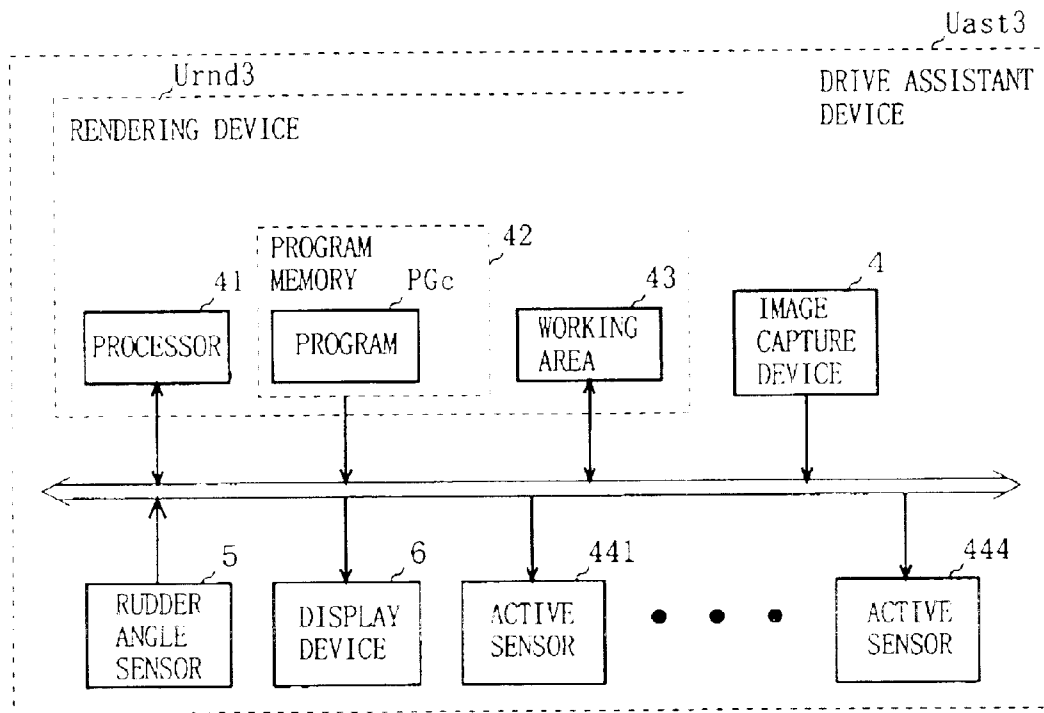 Uast3
Urnd3
DRIVE ASSISTANT
DEVICE
RENDERING DEVICE
42
PROGRAM
MEMORY
PGc
41
43
4
PROCESSOR
PROGRAM
WORKING
AREA
IMAGE
CAPTURE
DEVICE
5
6
441
444
RUDDER
ANGLE
SENSOR
DISPLAY
DEVICE
ACTIVE
SENSOR
ACTIVE
SENSOR